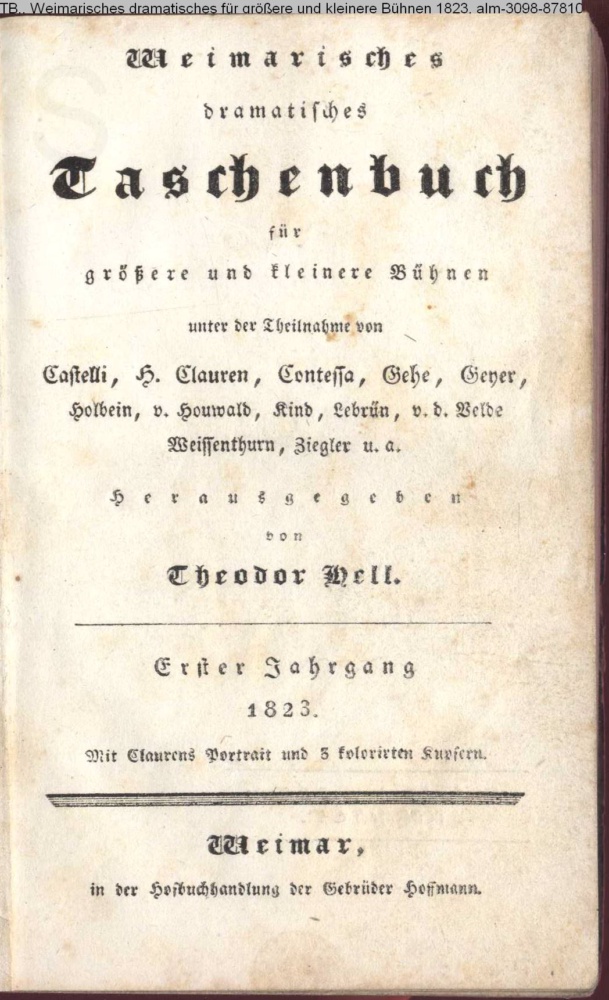 TB.. Weimarisches dramatisches für größere und kleinere Bühnen 1823. alm-3098-87810
Weimarisches
dramatisches
Taschenbuch
für
größere und kleinere Bühnen
unter der Theilnahme von
Castelli, H. Clauren, Contessa, Gehe, Geyer,
Holbein, v. Houwald, Kind, Lebrün, v. d. Velde
Weissenthurn, Ziegler u. a.
Herausgegeben
von
Theodor Hell.
Erster Jahrgang
1823.
Mit Claurens Portrait und 3 kolorirten Kupfern.
Weimar,
in der Hofbuchhandlung der Gebrüder Hoffmann.